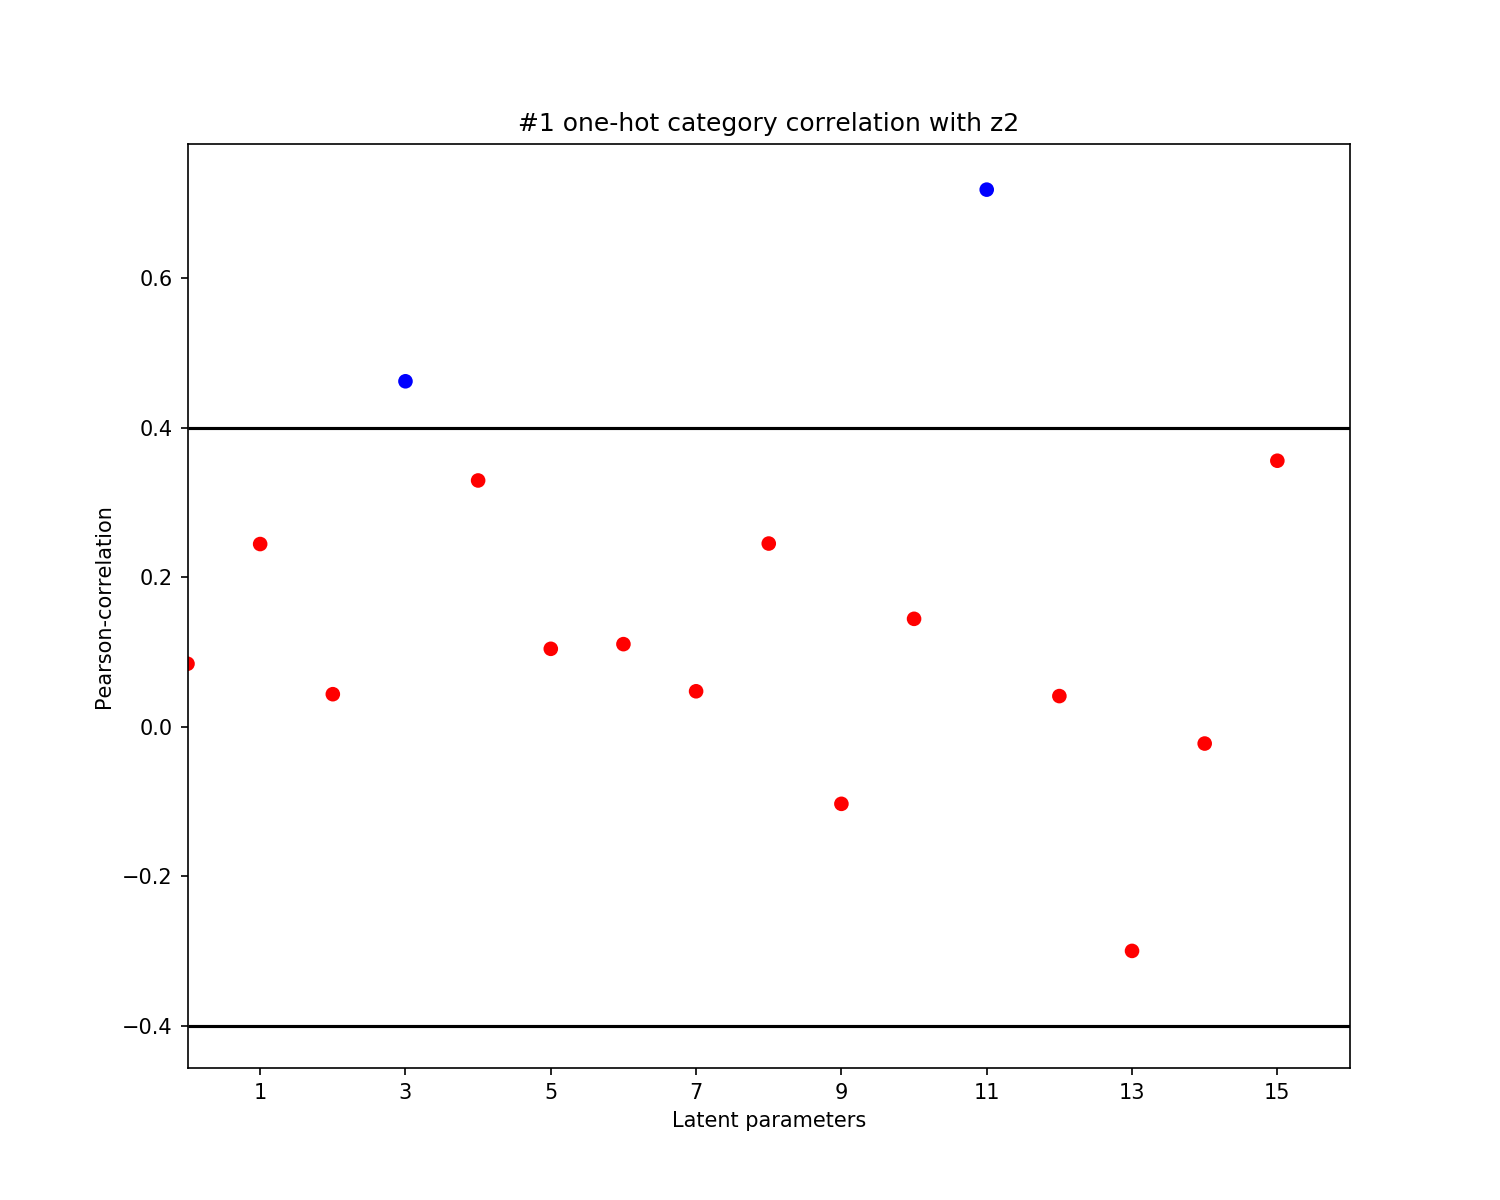 #1 one-hot category correlation with z2
Pearson-correlation
0.6
0.4
0.2
0.0
−0.2
−0.4
1 3 5 7 9 11 13 15
Latent parameters